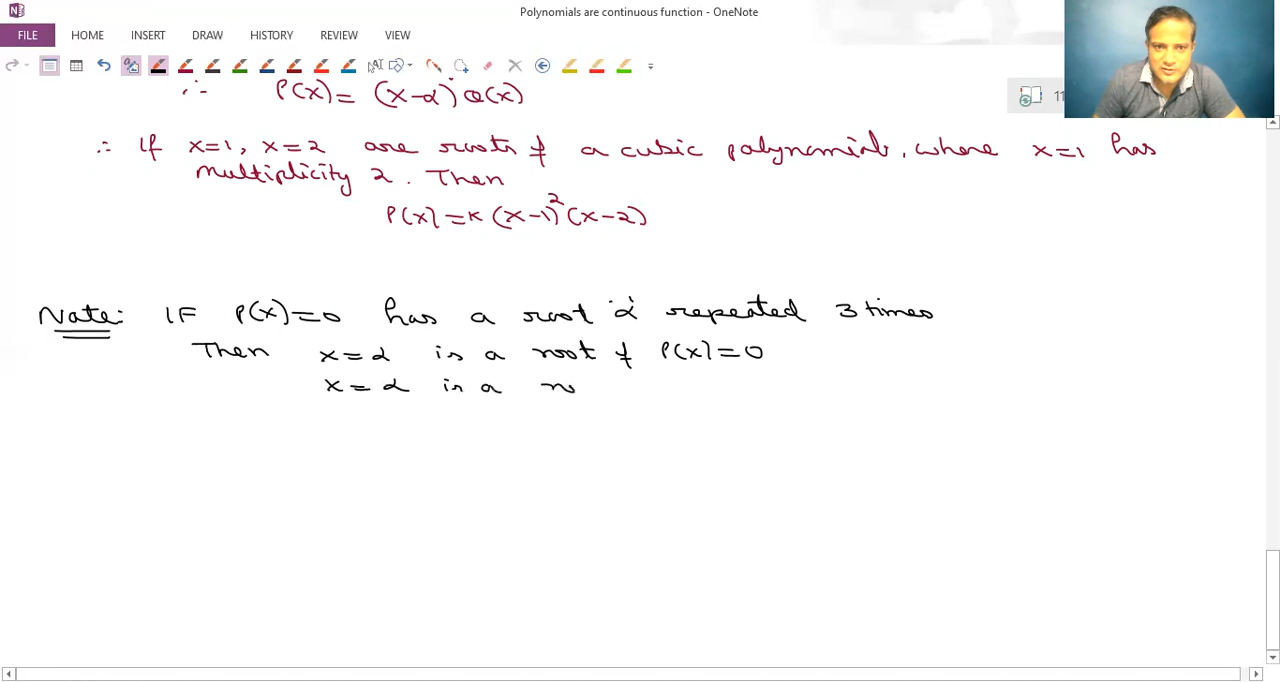 Polynomials are continuous function - OneNote
FILE HOME INSERT DRAW HISTORY REVIEW VIEW
∴ P(x) = (x-α) Q(x)
11
∴ If x=1, x=2 are roots of a cubic polynomial, where x=1 has
multiplicity 2. Then
P(x) = K (x-1)² (x-2)
Note: IF P(x)=0 has a root 'α' repeated 3 times
Then x=α is a root of P(x)=0
x=α is a